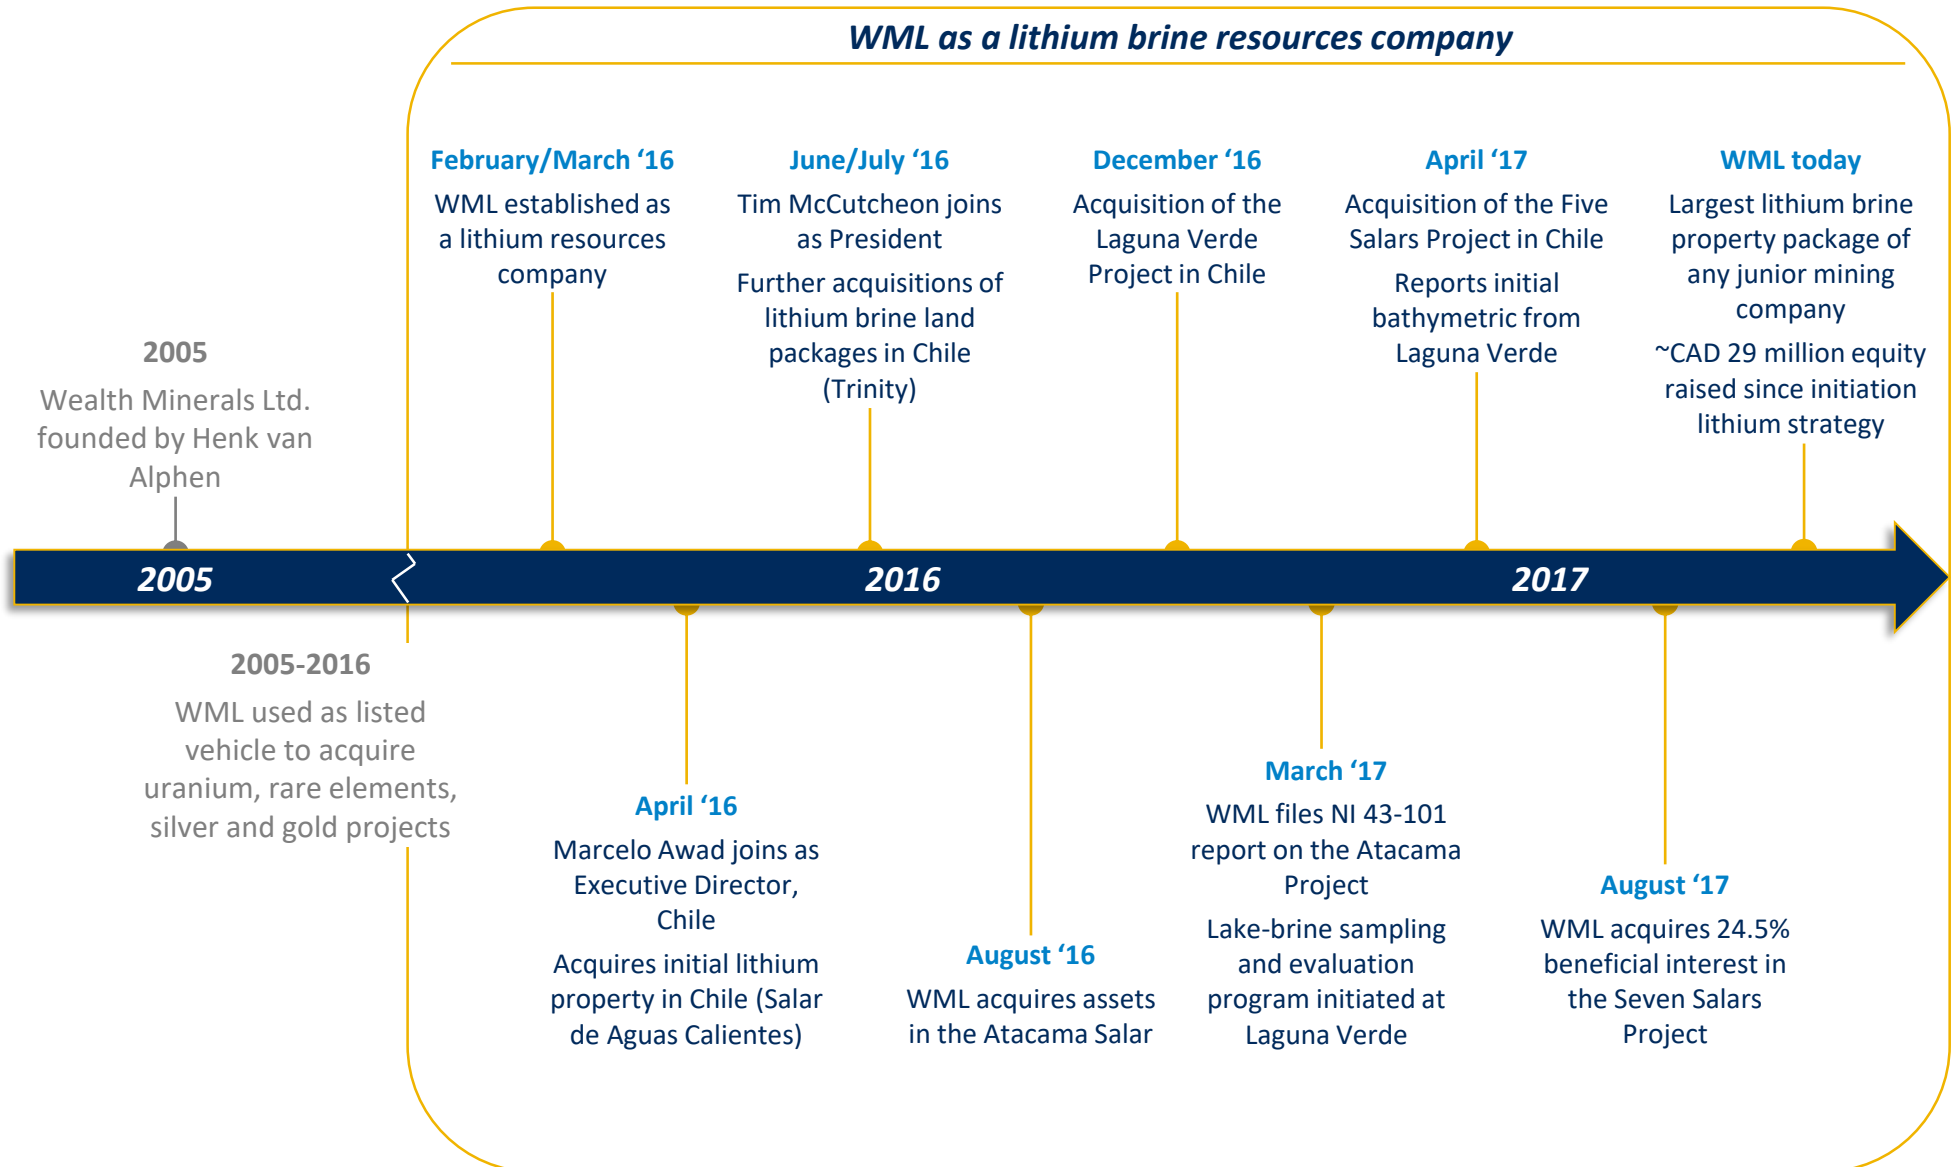 WML as a lithium brine resources company
February/March ‘16
WML established as
a lithium resources
company
June/July ‘16
Tim McCutcheon joins
as President
Further acquisitions of
lithium brine land
packages in Chile
(Trinity)
December ‘16
Acquisition of the
Laguna Verde
Project in Chile
April ‘17
Acquisition of the Five
Salars Project in Chile
Reports initial
bathymetric from
Laguna Verde
WML today
Largest lithium brine
property package of
any junior mining
company
~CAD 29 million equity
raised since initiation
lithium strategy
2005
Wealth Minerals Ltd.
founded by Henk van
Alphen
2005
2016
2017
2005-2016
WML used as listed
vehicle to acquire
uranium, rare elements,
silver and gold projects
April ‘16
Marcelo Awad joins as
Executive Director,
Chile
Acquires initial lithium
property in Chile (Salar
de Aguas Calientes)
August ‘16
WML acquires assets
in the Atacama Salar
March ‘17
WML files NI 43-101
report on the Atacama
Project
Lake-brine sampling
and evaluation
program initiated at
Laguna Verde
August ‘17
WML acquires 24.5%
beneficial interest in
the Seven Salars
Project